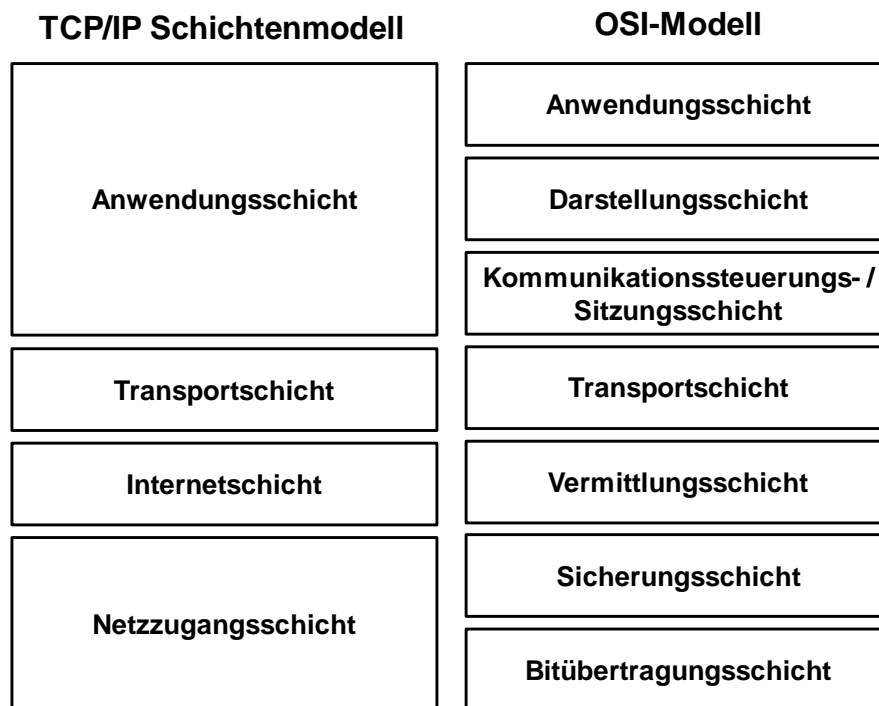 TCP/IP Schichtenmodell
Anwendungsschicht
Transportschicht
Internetschicht
Netzzugangsschicht
OSI-Modell
Anwendungsschicht
Darstellungsschicht
Kommunikationssteuerungs- /
Sitzungsschicht
Transportschicht
Vermittlungsschicht
Sicherungsschicht
Bitübertragungsschicht